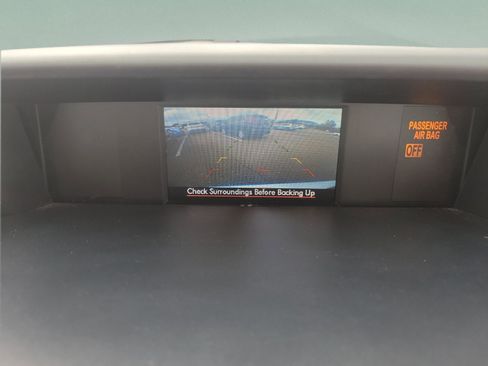 PASSENGER
AIR BAG
OFF
Check Surroundings Before Backing Up